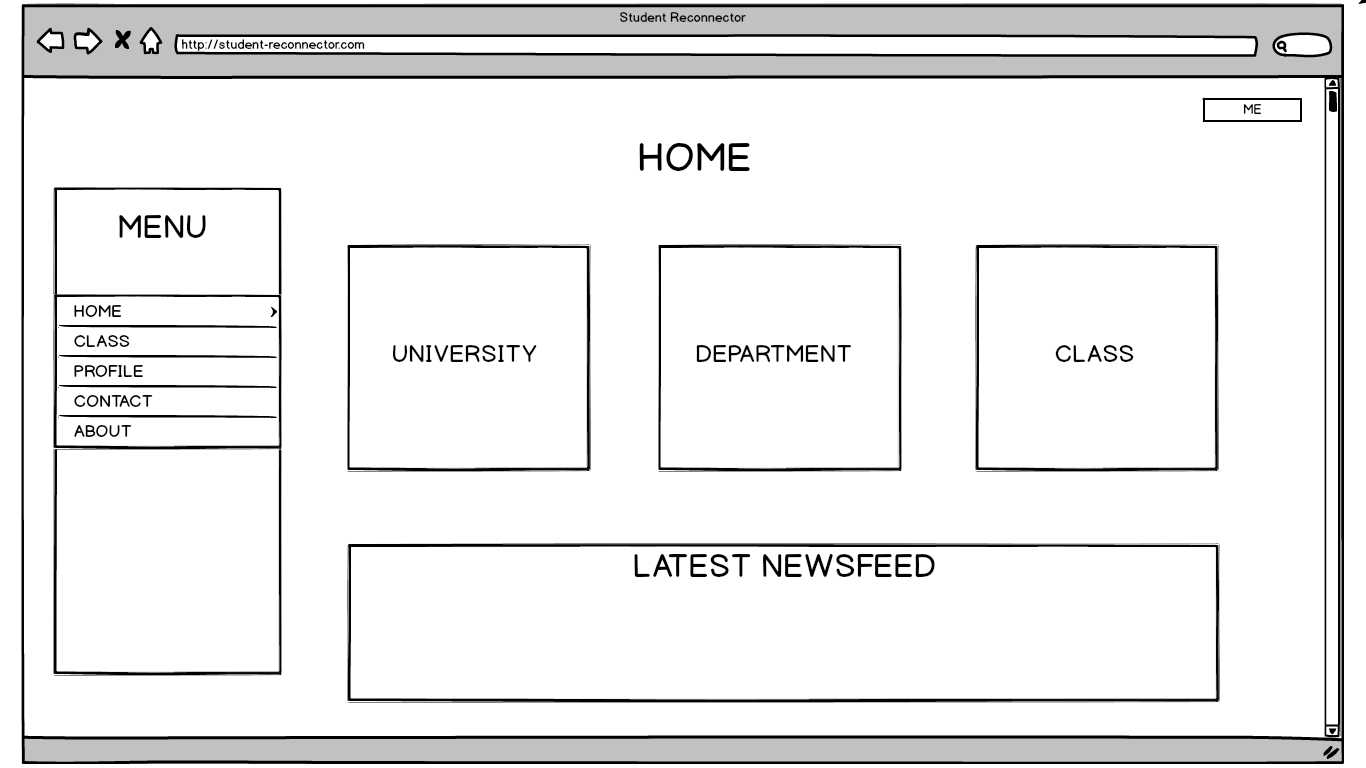 Student Reconnector
http://student-reconnector.com
ME
HOME
MENU
HOME
CLASS
PROFILE
CONTACT
ABOUT
UNIVERSITY
DEPARTMENT
CLASS
LATEST NEWSFEED